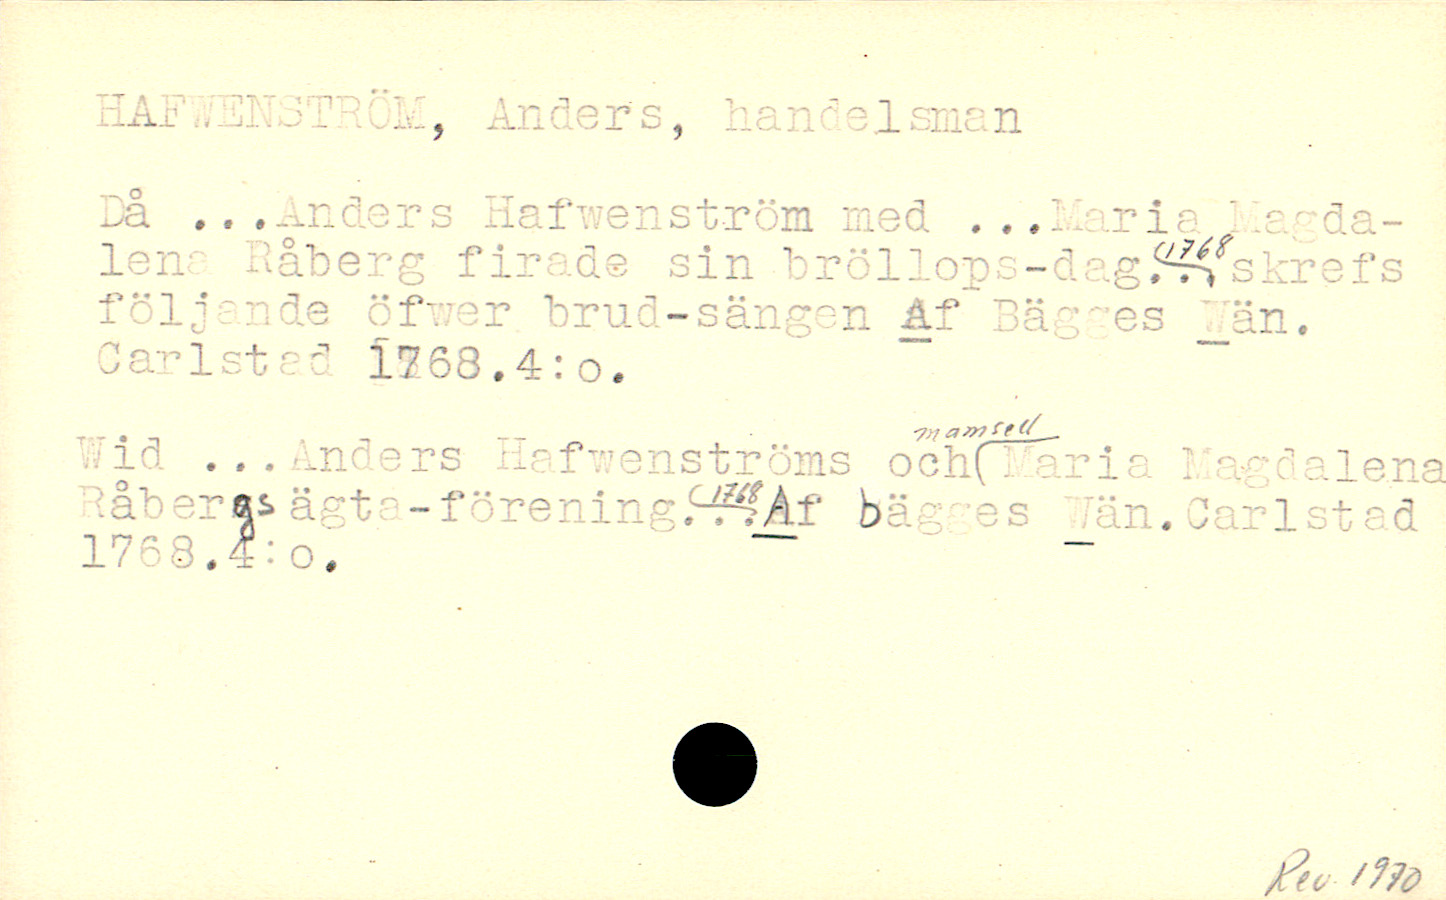 HAFWENSTRÖM, Anders, handelsman
Då ...Anders Hafwenström med ...Maria Magda-
lena Råberg firade sin bröllops-dag. 1768 .., skrefs
följande öfwer brud-sängen Af Bägges Wän.
Carlstad 1768.4:o.
Wid ...Anders Hafwenströms och mamsell Maria Magdalena
Råbergs ägta-förening. 1768 ..Af bägges Wän.Carlstad
1768.4:o.
Rev. 1970